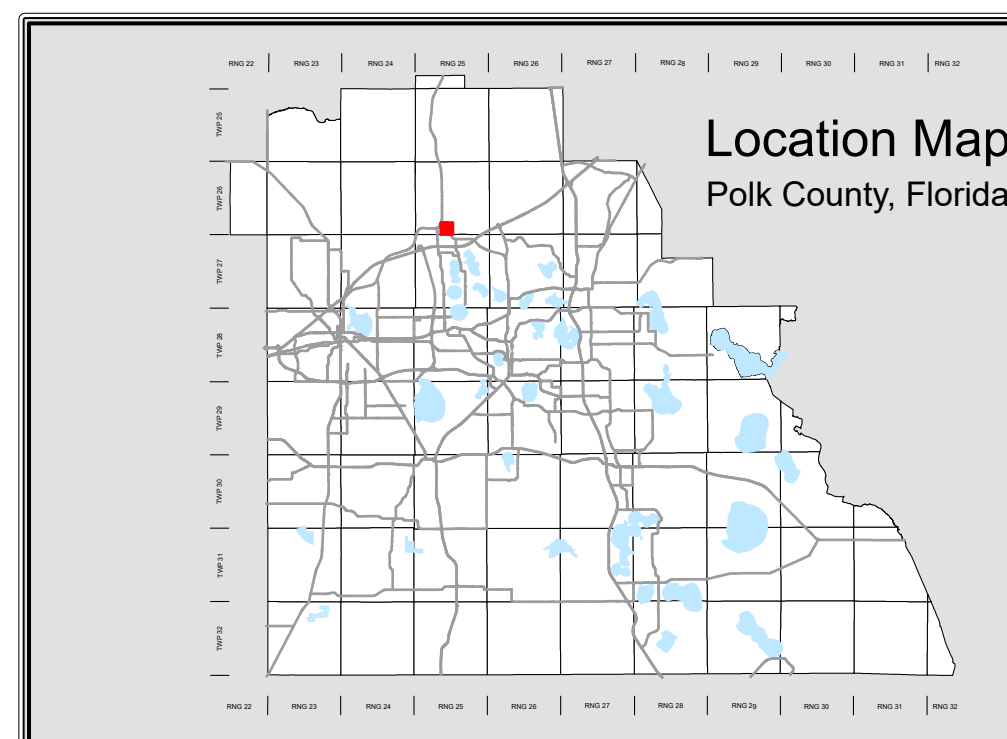 RNG 22 RNG 23 RNG 24 RNG 25 RNG 26 RNG 27 RNG 28 RNG 29 RNG 30 RNG 31 RNG 32
TWP 25
Location Map
Polk County, Florida
TWP 26
TWP 27
TWP 28
TWP 29
TWP 30
TWP 31
TWP 32
RNG 22 RNG 23 RNG 24 RNG 25 RNG 26 RNG 27 RNG 28 RNG 29 RNG 30 RNG 31 RNG 32